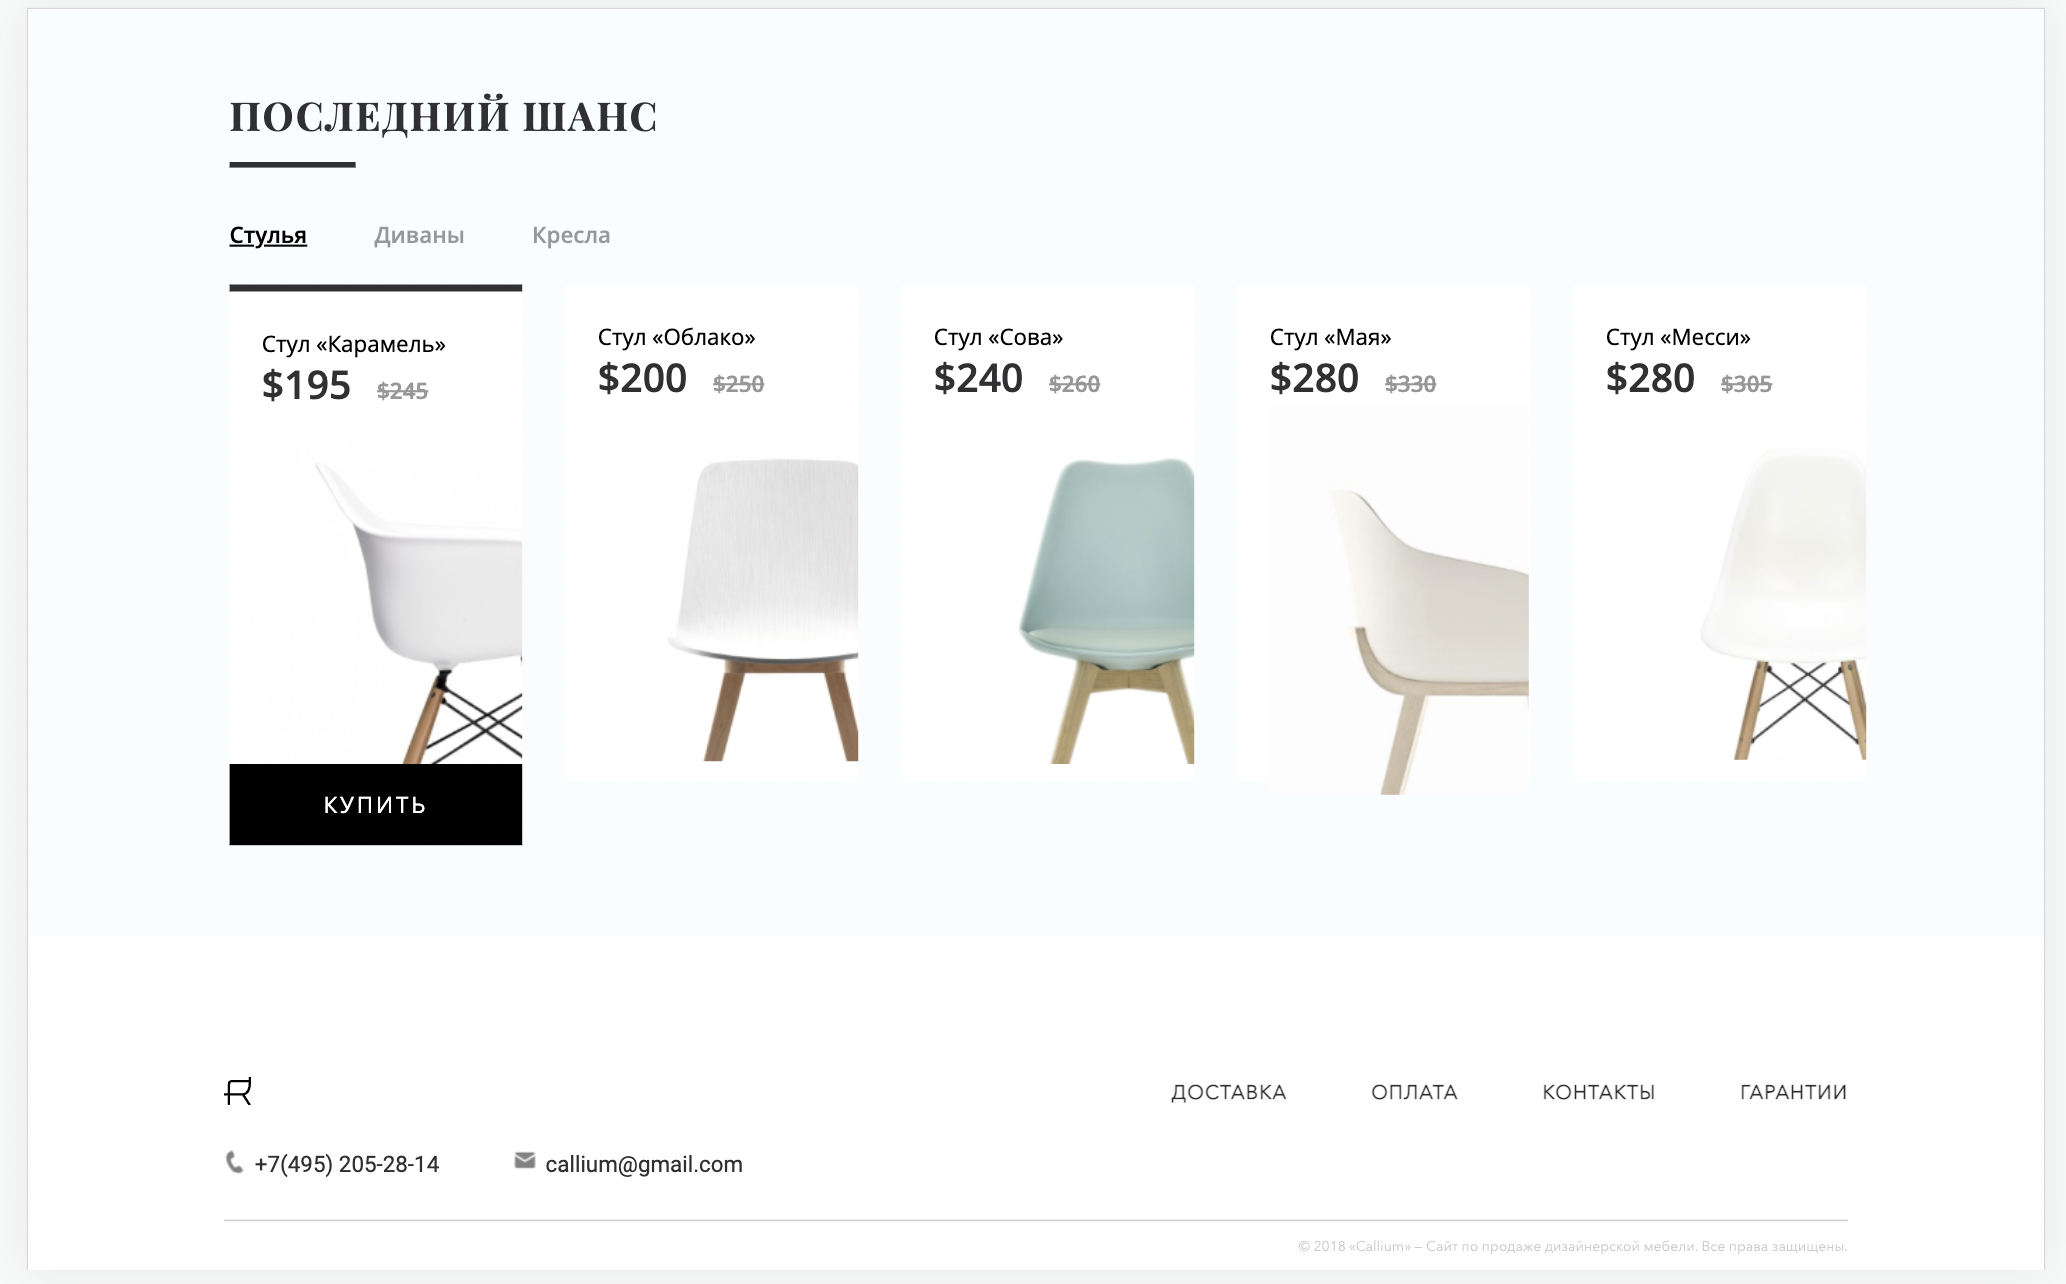 ПОСЛЕДНИЙ ШАНС
Стулья Диваны Кресла
Стул «Карамель»
$195 $245
КУПИТЬ
Стул «Облако»
$200 $250
Стул «Сова»
$240 $260
Стул «Мая»
$280 $330
Стул «Месси»
$280 $305
ДОСТАВКА ОПЛАТА КОНТАКТЫ ГАРАНТИИ
+7(495) 205-28-14 callium@gmail.com
© 2018 «Callium» – Сайт по продаже дизайнерской мебели. Все права защищены.